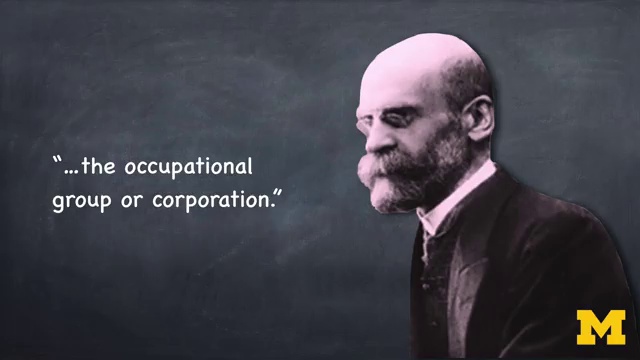 “...the occupational
group or corporation.”
M